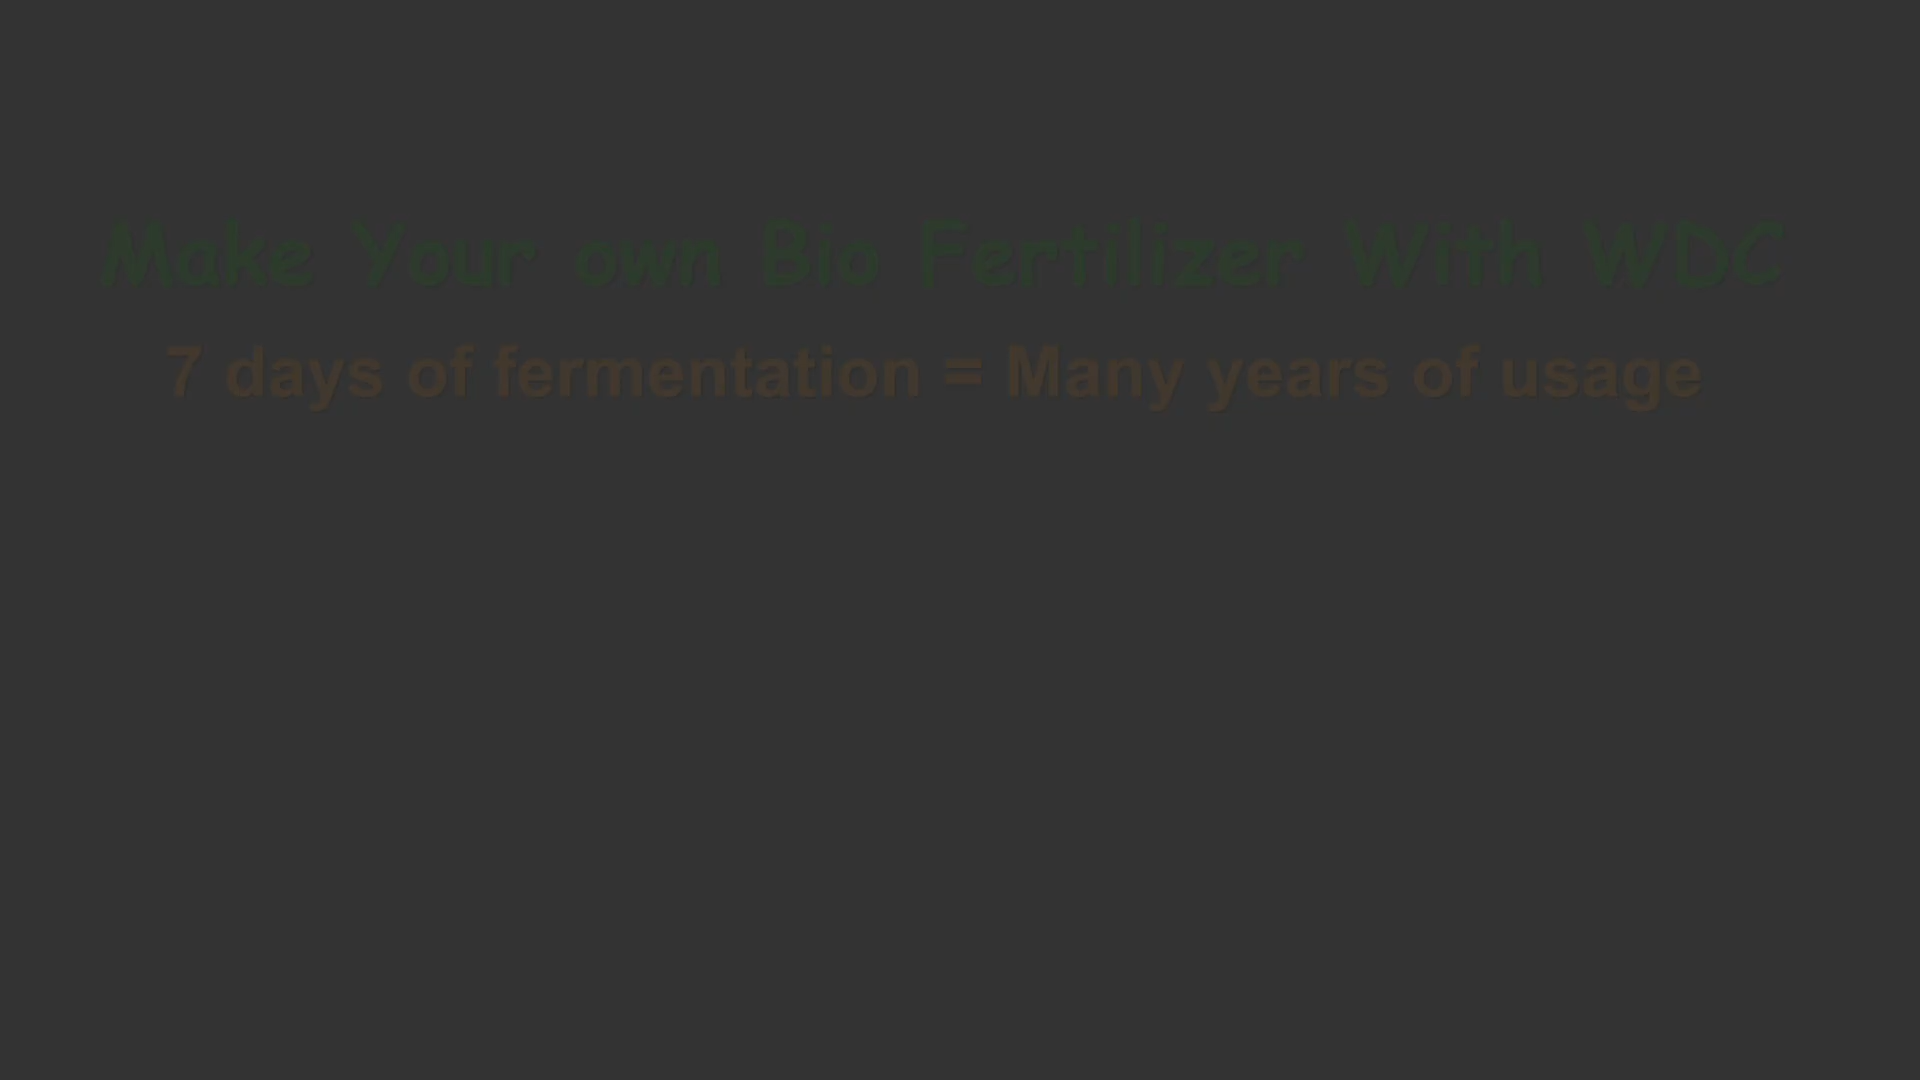 Make Your own Bio Fertilizer With WDC
7 days of fermentation = Many years of usage